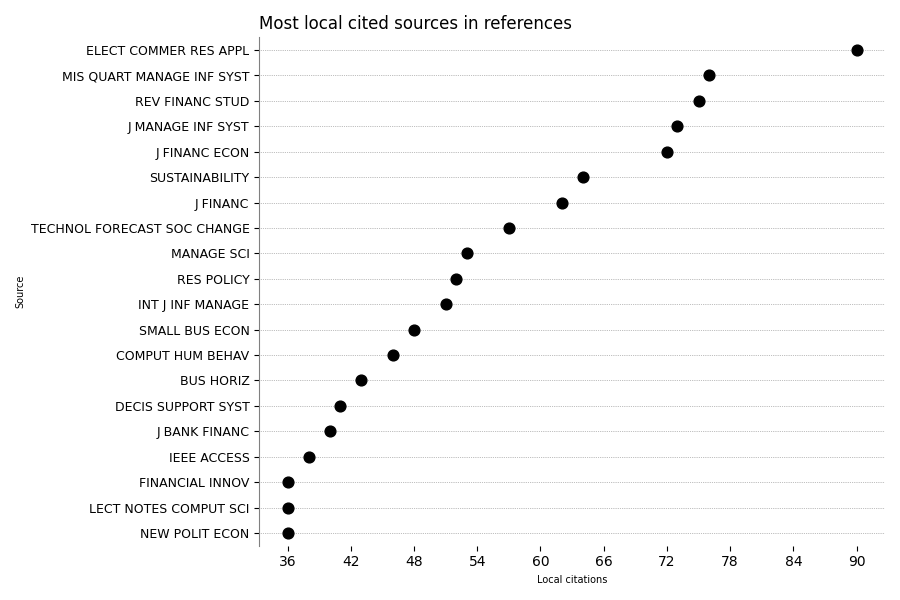 Most local cited sources in references
ELECT COMMER RES APPL
MIS QUART MANAGE INF SYST
REV FINANC STUD
J MANAGE INF SYST
J FINANC ECON
SUSTAINABILITY
J FINANC
TECHNOL FORECAST SOC CHANGE
MANAGE SCI
RES POLICY
INT J INF MANAGE
SMALL BUS ECON
COMPUT HUM BEHAV
BUS HORIZ
DECIS SUPPORT SYST
J BANK FINANC
IEEE ACCESS
FINANCIAL INNOV
LECT NOTES COMPUT SCI
NEW POLIT ECON
Source
36 42 48 54 60 66 72 78 84 90
Local citations